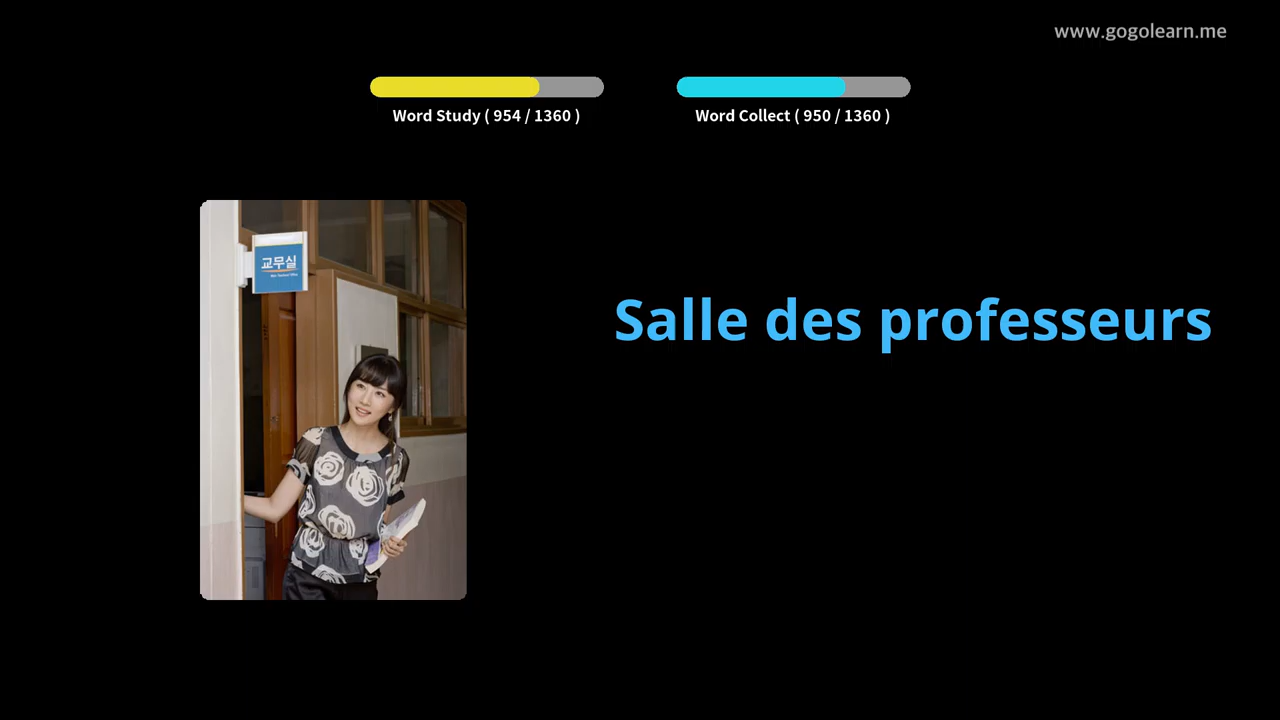 www.gogolearn.me
Word Study ( 954 / 1360 )
Word Collect ( 950 / 1360 )
교무실
Salle des professeurs